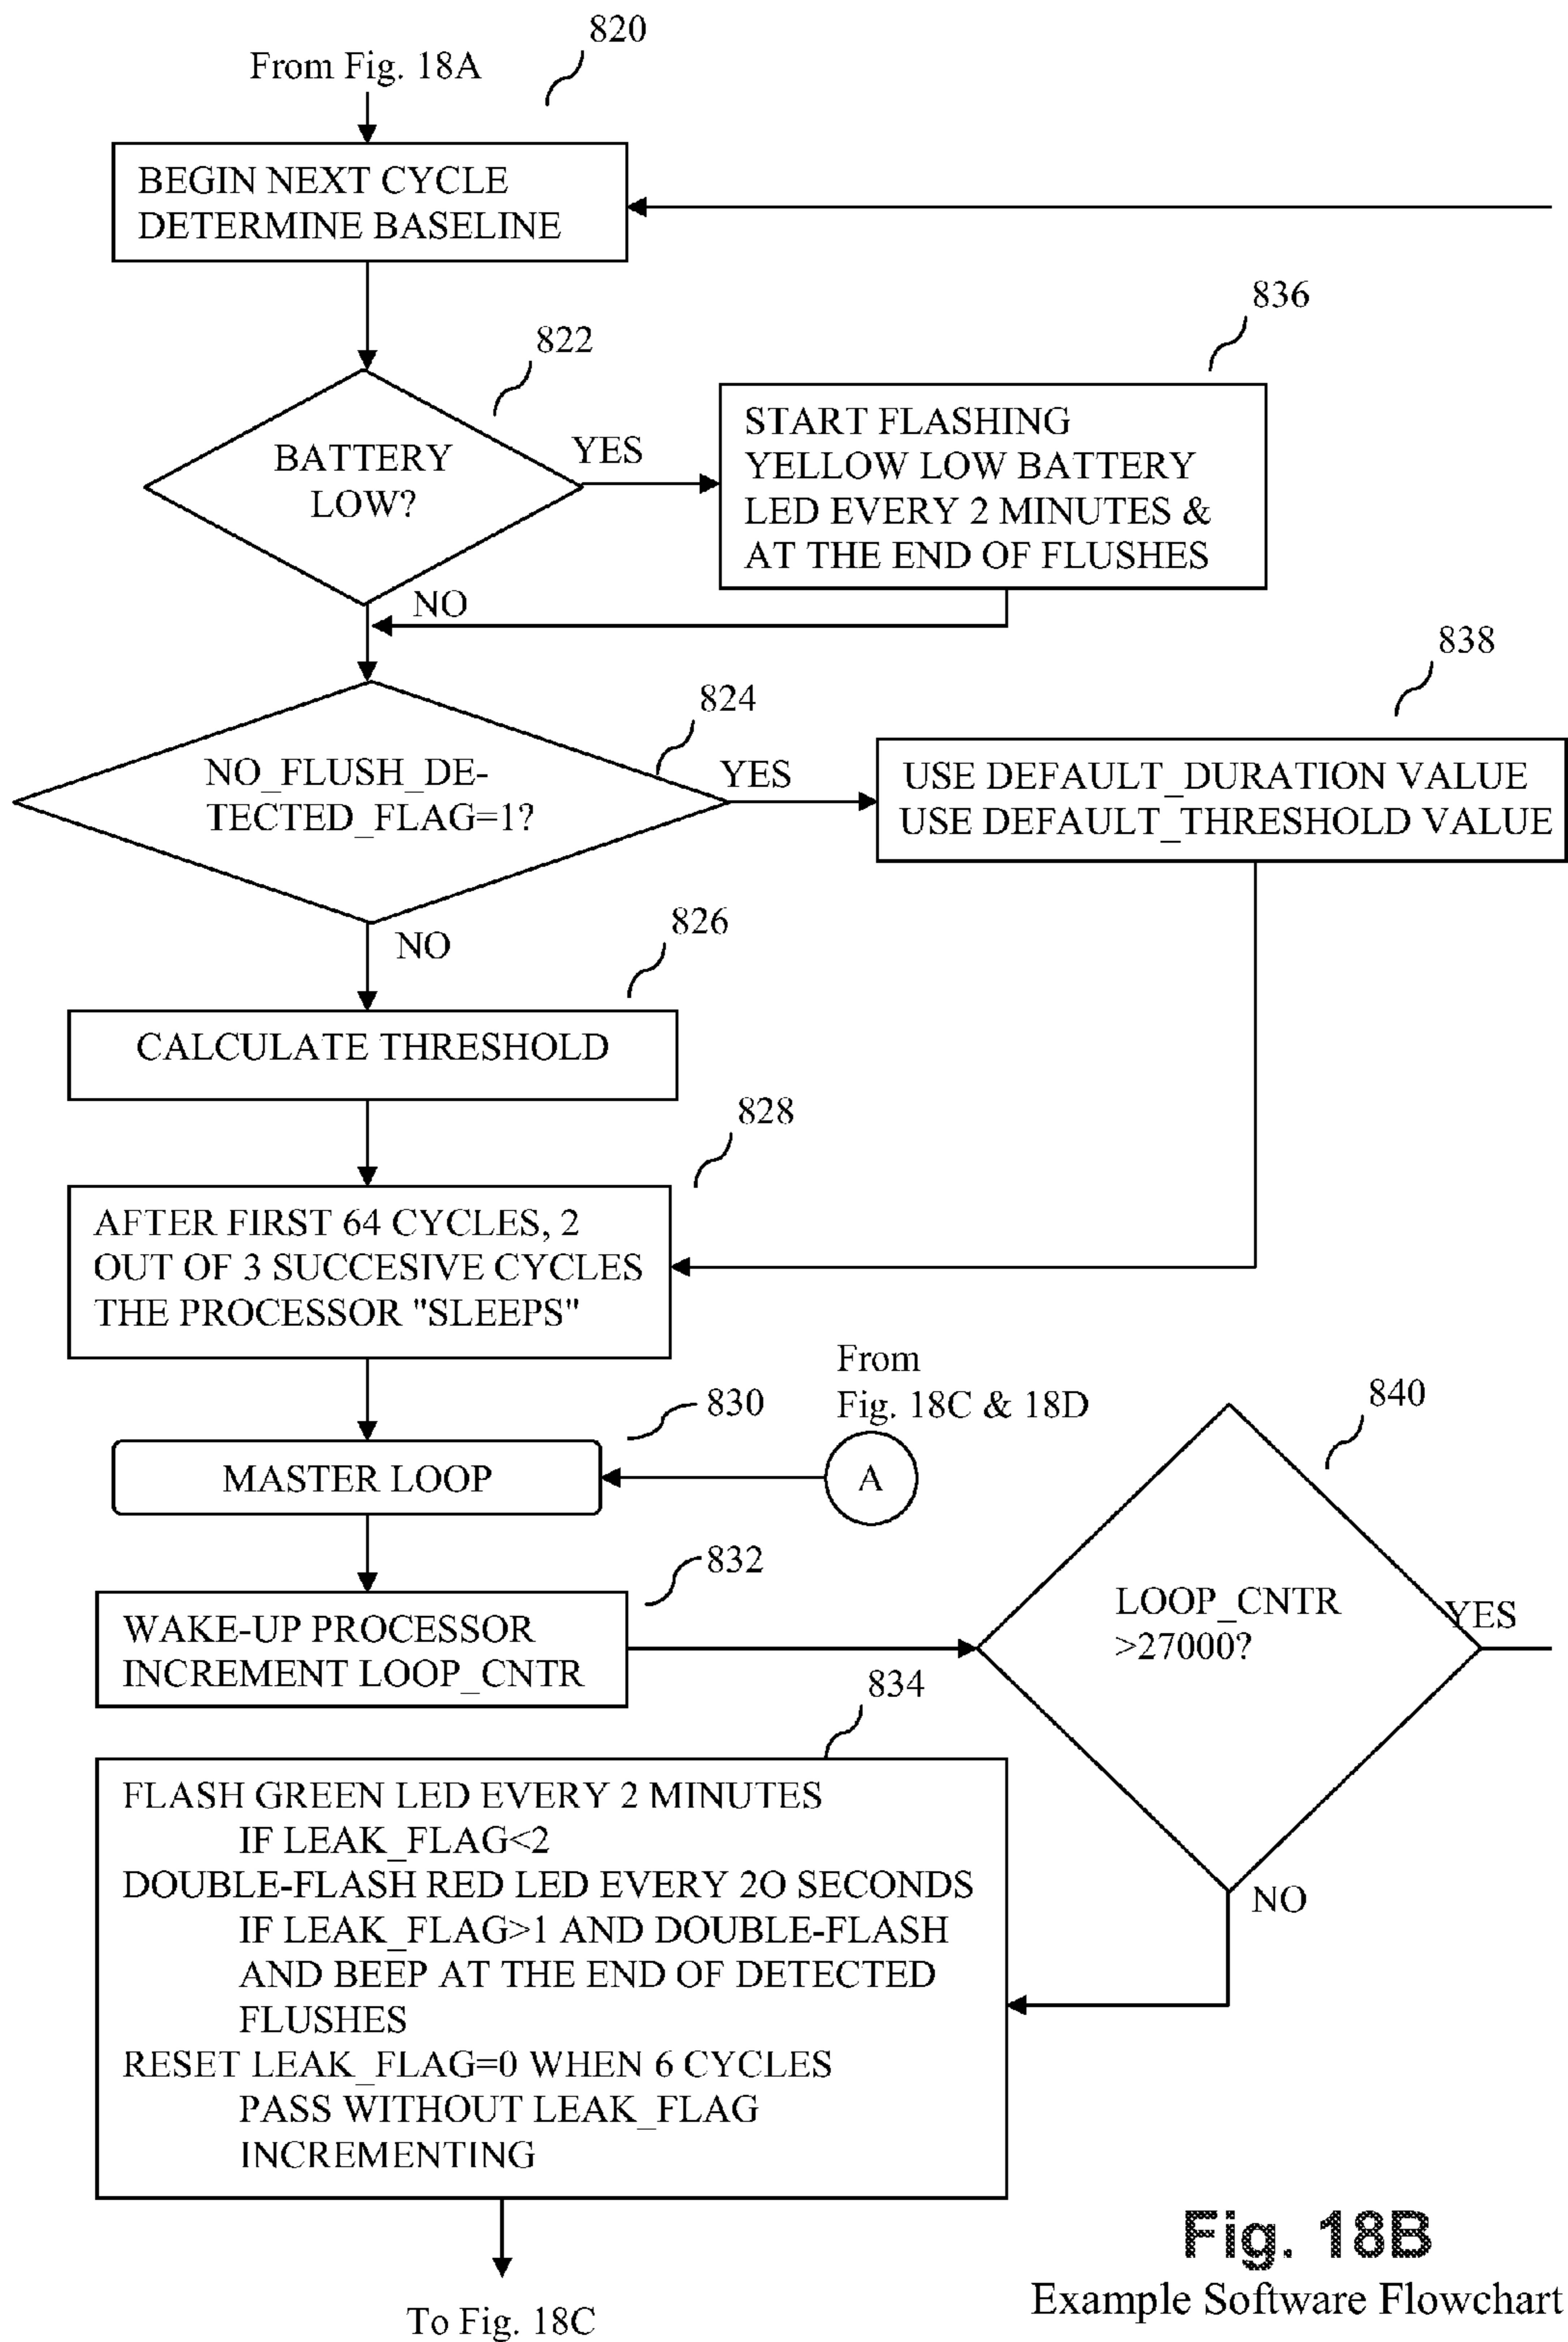 820
From Fig. 18A
BEGIN NEXT CYCLE
DETERMINE BASELINE
822
BATTERY
LOW?
YES
836
START FLASHING
YELLOW LOW BATTERY
LED EVERY 2 MINUTES &
AT THE END OF FLUSHES
NO
824
NO_FLUSH_DE-
TECTED_FLAG=1?
YES
838
USE DEFAULT_DURATION VALUE
USE DEFAULT_THRESHOLD VALUE
NO
826
CALCULATE THRESHOLD
828
AFTER FIRST 64 CYCLES, 2
OUT OF 3 SUCCESIVE CYCLES
THE PROCESSOR "SLEEPS"
830
MASTER LOOP
From
Fig. 18C & 18D
A
832
WAKE-UP PROCESSOR
INCREMENT LOOP_CNTR
840
LOOP_CNTR
>27000?
YES
NO
834
FLASH GREEN LED EVERY 2 MINUTES
IF LEAK_FLAG<2
DOUBLE-FLASH RED LED EVERY 2O SECONDS
IF LEAK_FLAG>1 AND DOUBLE-FLASH
AND BEEP AT THE END OF DETECTED
FLUSHES
RESET LEAK_FLAG=0 WHEN 6 CYCLES
PASS WITHOUT LEAK_FLAG
INCREMENTING
To Fig. 18C
Fig. 18B
Example Software Flowchart